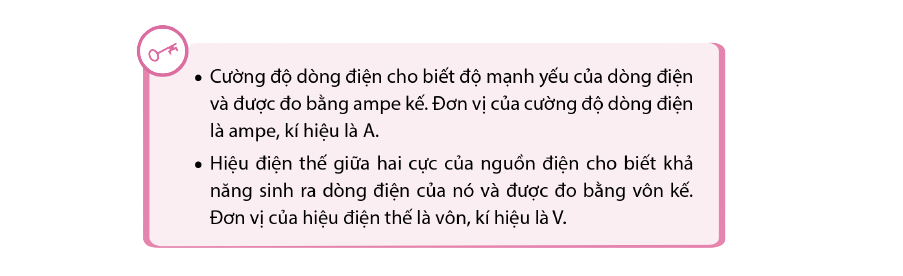 • Cường độ dòng điện cho biết độ mạnh yếu của dòng điện
và được đo bằng ampe kế. Đơn vị của cường độ dòng điện
là ampe, kí hiệu là A.
• Hiệu điện thế giữa hai cực của nguồn điện cho biết khả
năng sinh ra dòng điện của nó và được đo bằng vôn kế.
Đơn vị của hiệu điện thế là vôn, kí hiệu là V.